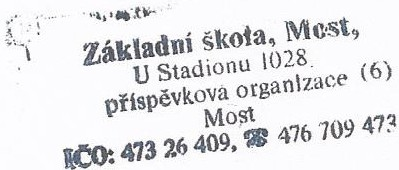 Základní škola, Most,
U Stadionu 1028
příspěvková organizace (6)
Most
IČO: 473 26 409, ☎ 476 709 473